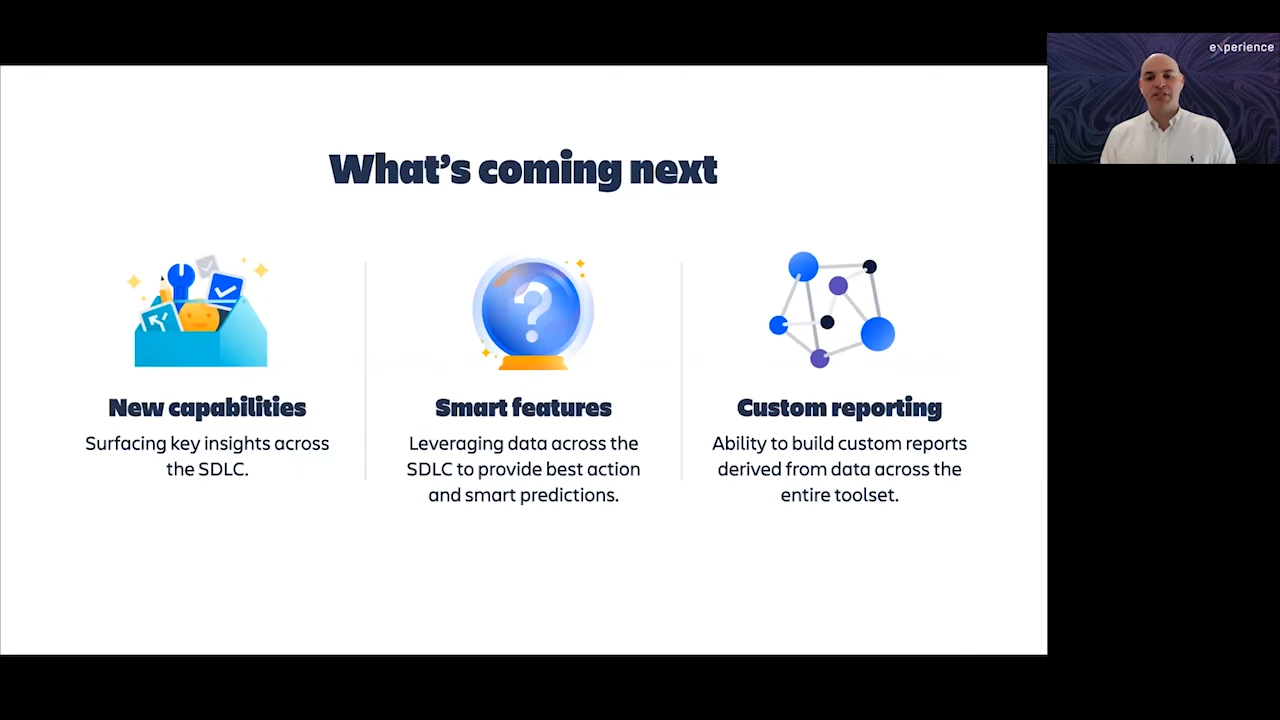 experience
What's coming next
New capabilities
Surfacing key insights across
the SDLC.
Smart features
Leveraging data across the
SDLC to provide best action
and smart predictions.
Custom reporting
Ability to build custom reports
derived from data across the
entire toolset.